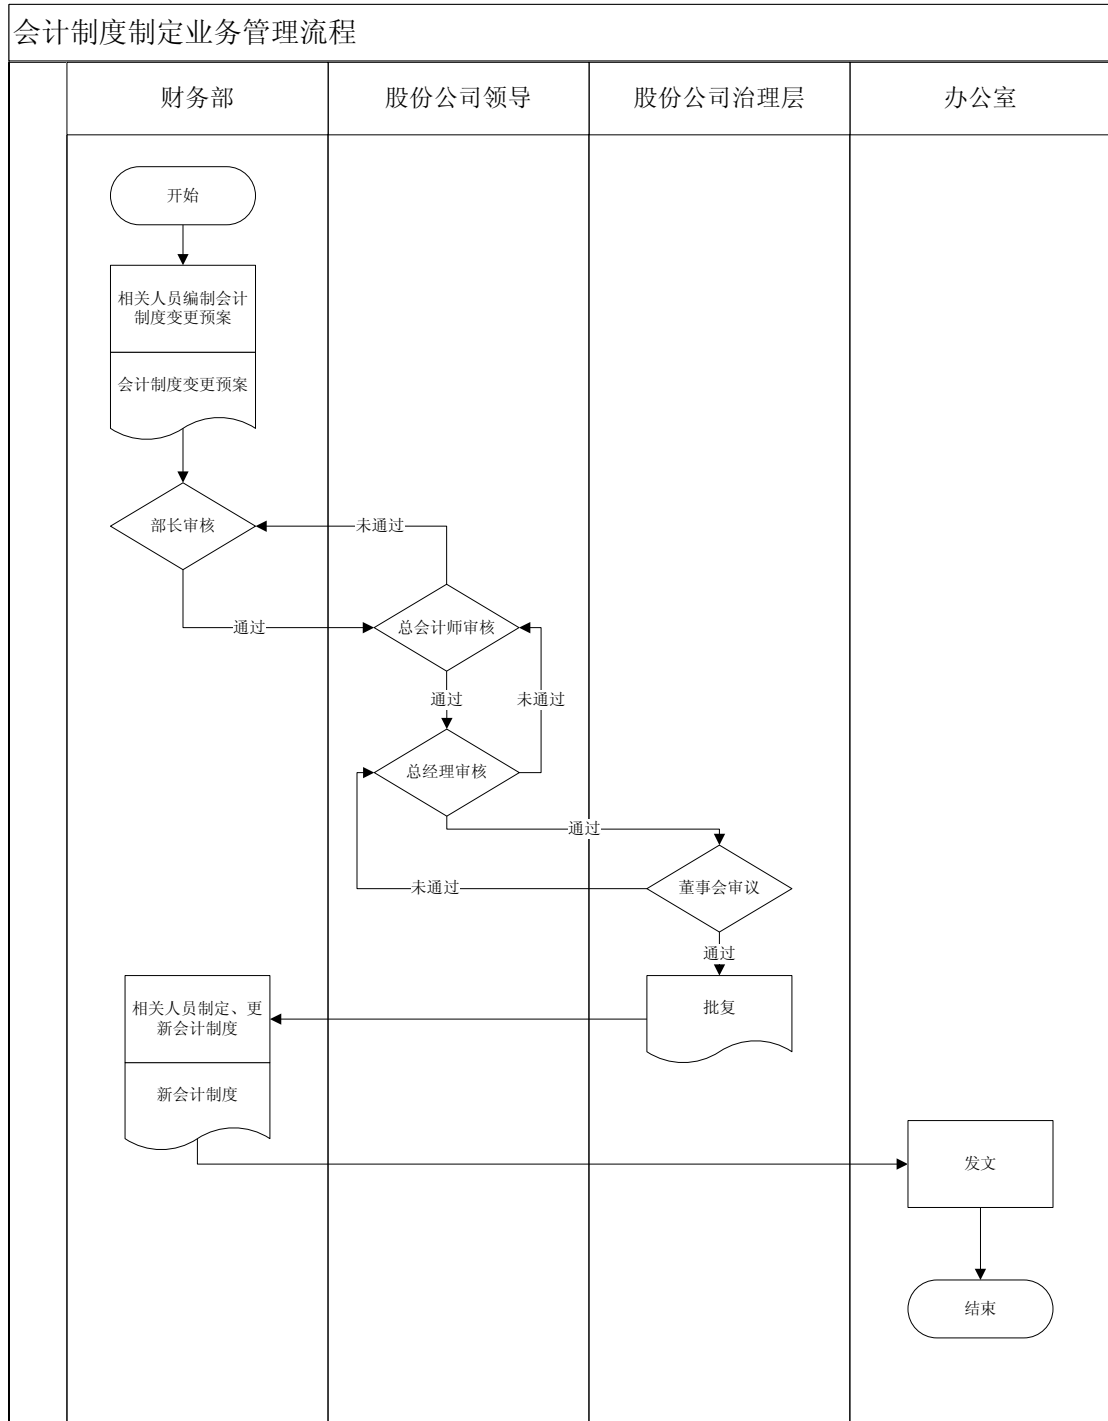 会计制度制定业务管理流程
财务部
股份公司领导
股份公司治理层
办公室
开始
相关人员编制会计
制度变更预案
会计制度变更预案
部长审核
未通过
通过
总会计师审核
通过
未通过
总经理审核
通过
未通过
董事会审议
通过
相关人员制定、更
新会计制度
批复
新会计制度
发文
结束